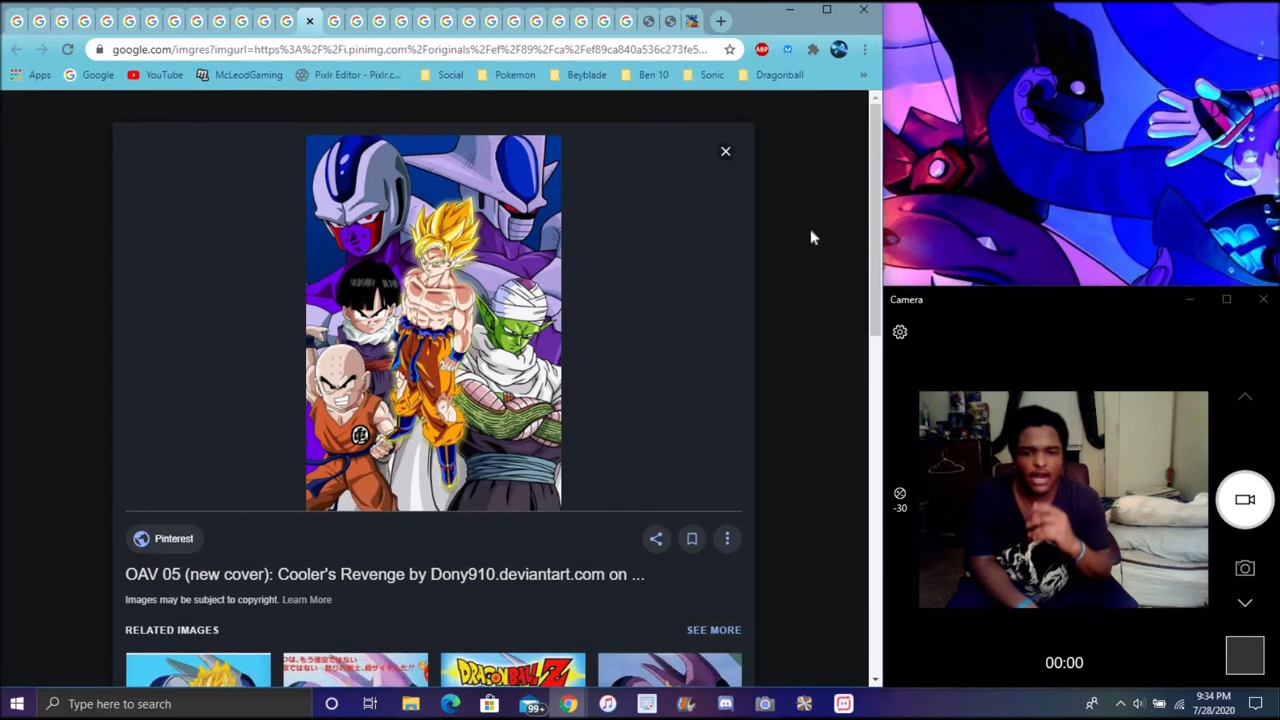 google.com/imgres?imgurl=https%3A%2F%2Fi.pinimg.com%2Foriginals%2Fef%2F89%2Fca%2Fef89ca840a536c273fe5...
ABP
Apps Google YouTube McLeodGaming Pixlr Editor - Pixlr.c... Social Pokemon Beyblade Ben 10 Sonic Dragonball »
Camera
-30
00:00
Pinterest
OAV 05 (new cover): Cooler's Revenge by Dony910.deviantart.com on ...
Images may be subject to copyright. Learn More
RELATED IMAGES SEE MORE
DRAGONBALL Z
Type here to search
99+
9:34 PM
7/28/2020